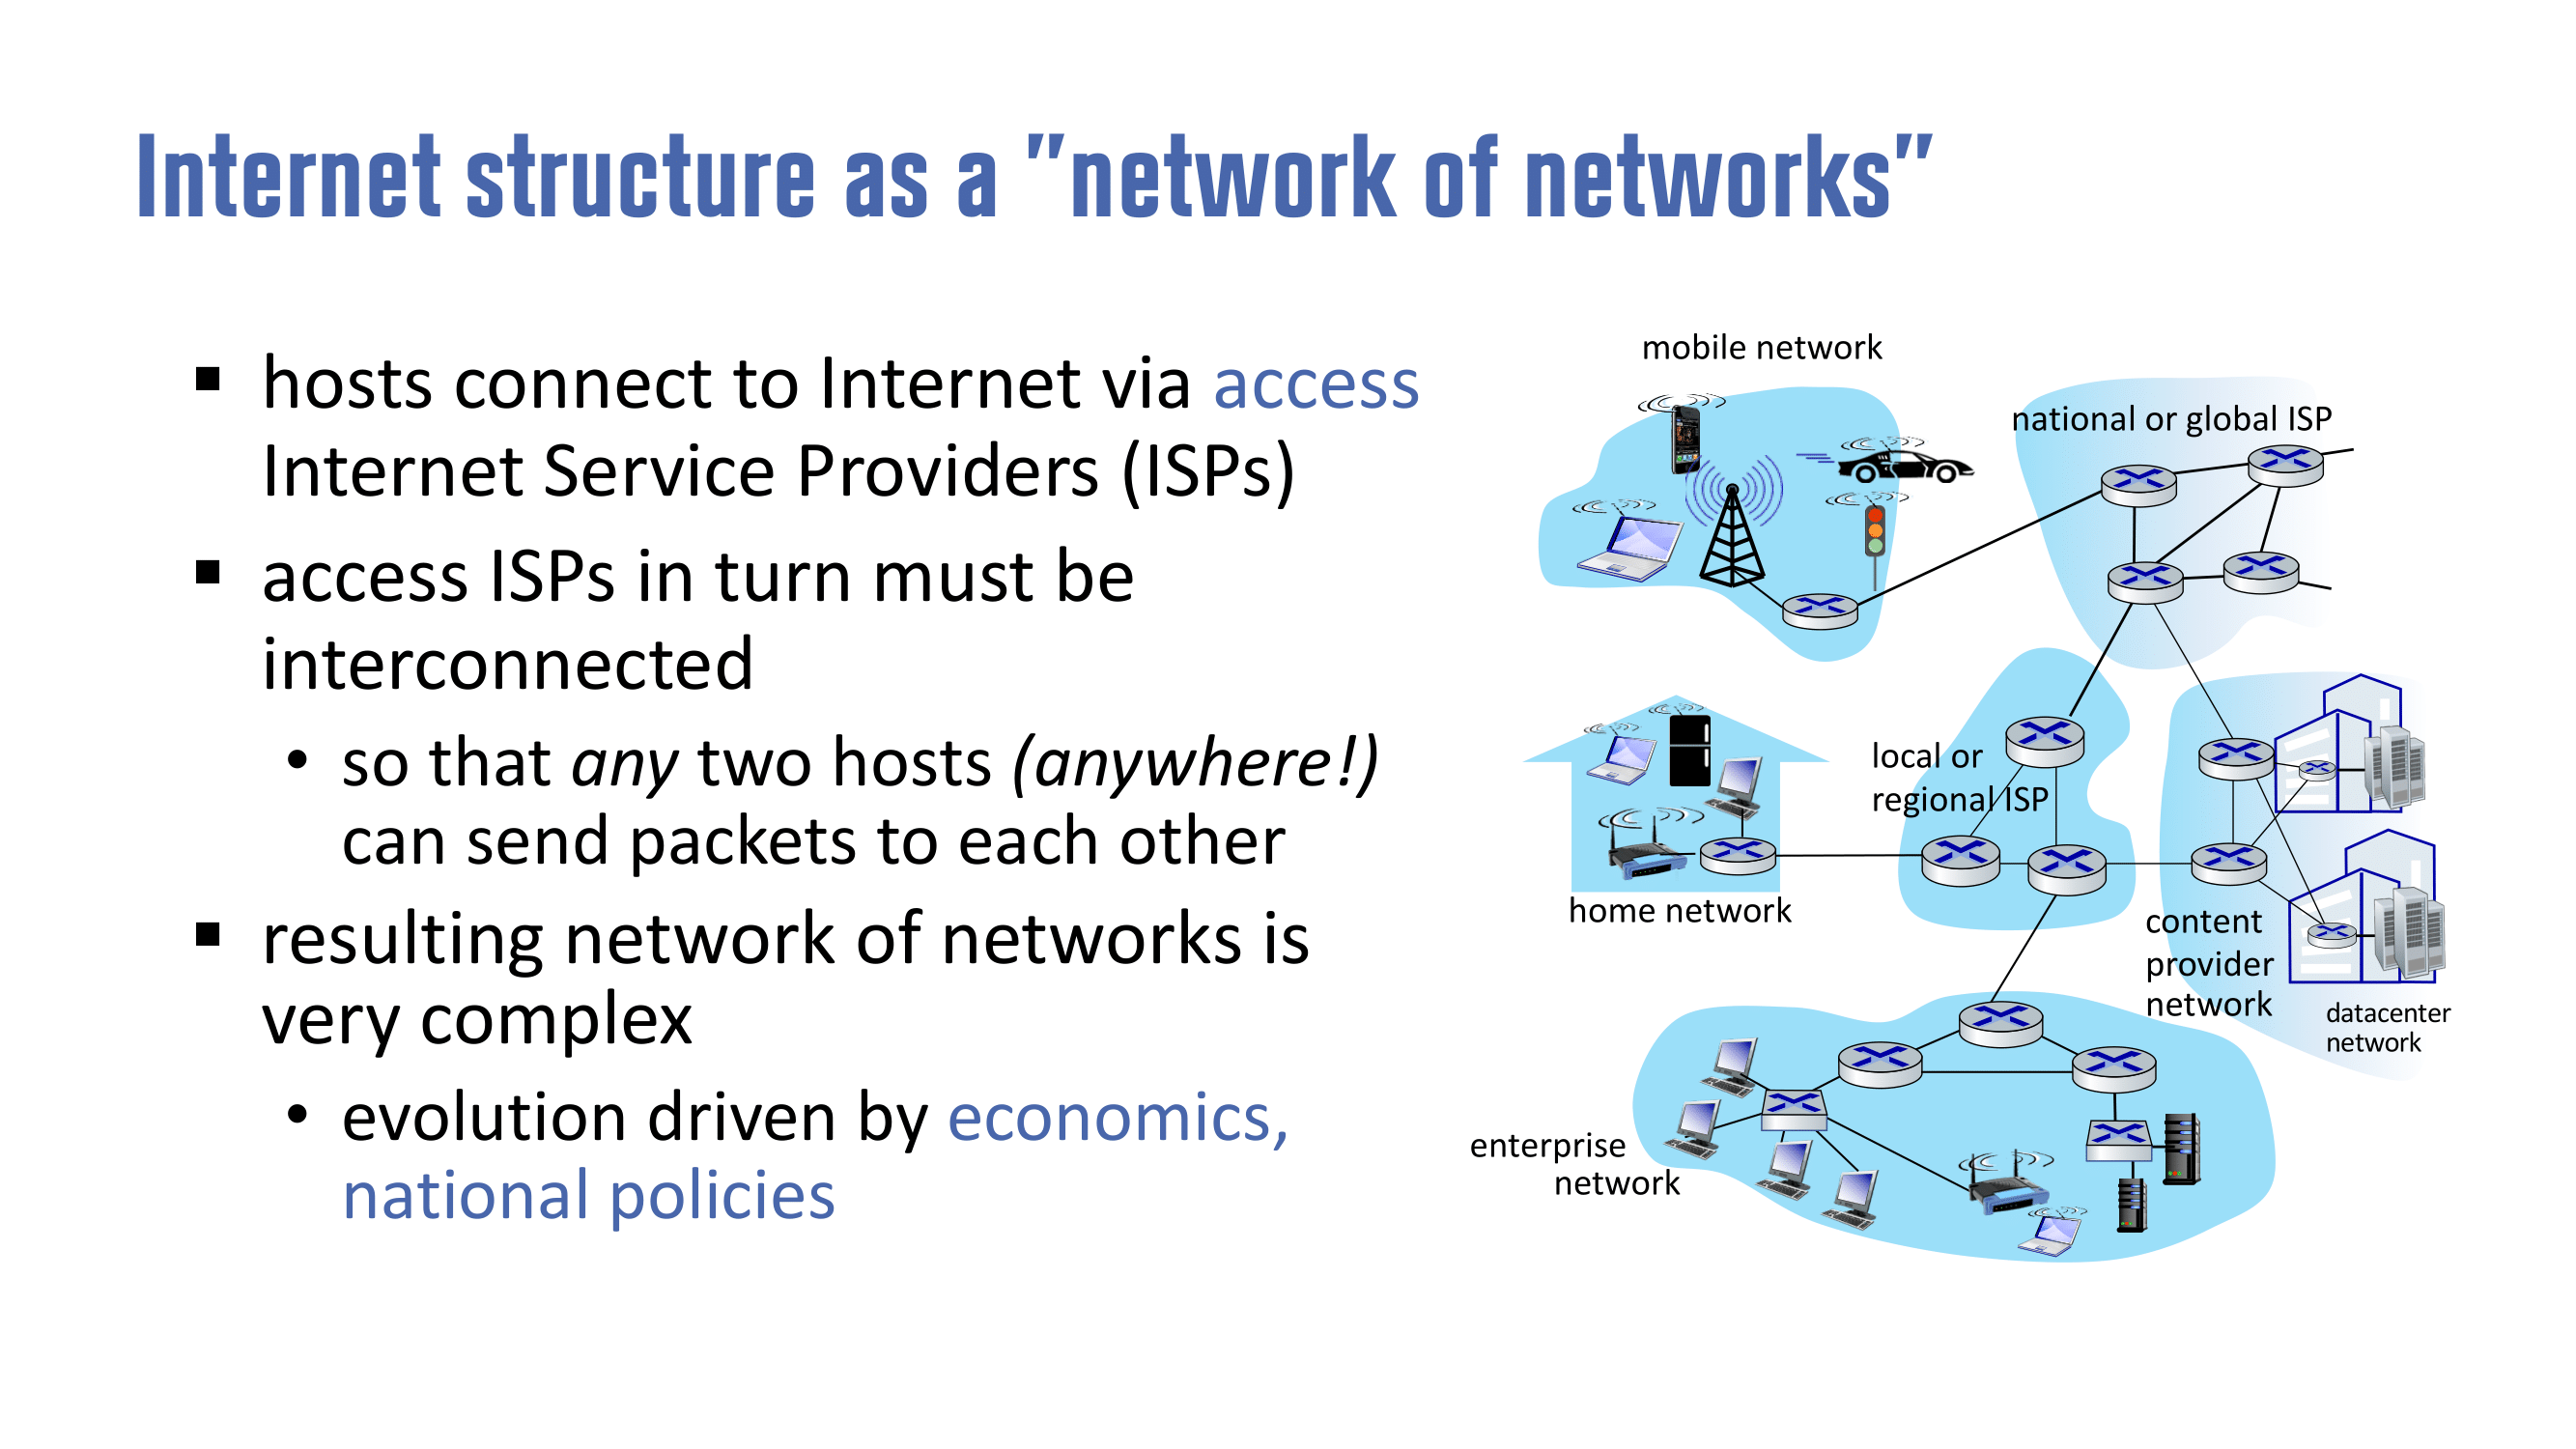 Internet structure as a "network of networks"
▪ hosts connect to Internet via access
Internet Service Providers (ISPs)
▪ access ISPs in turn must be
interconnected
• so that any two hosts (anywhere!)
can send packets to each other
▪ resulting network of networks is
very complex
• evolution driven by economics,
national policies
mobile network
national or global ISP
local or
regional ISP
home network
content
provider
network
datacenter
network
enterprise
network